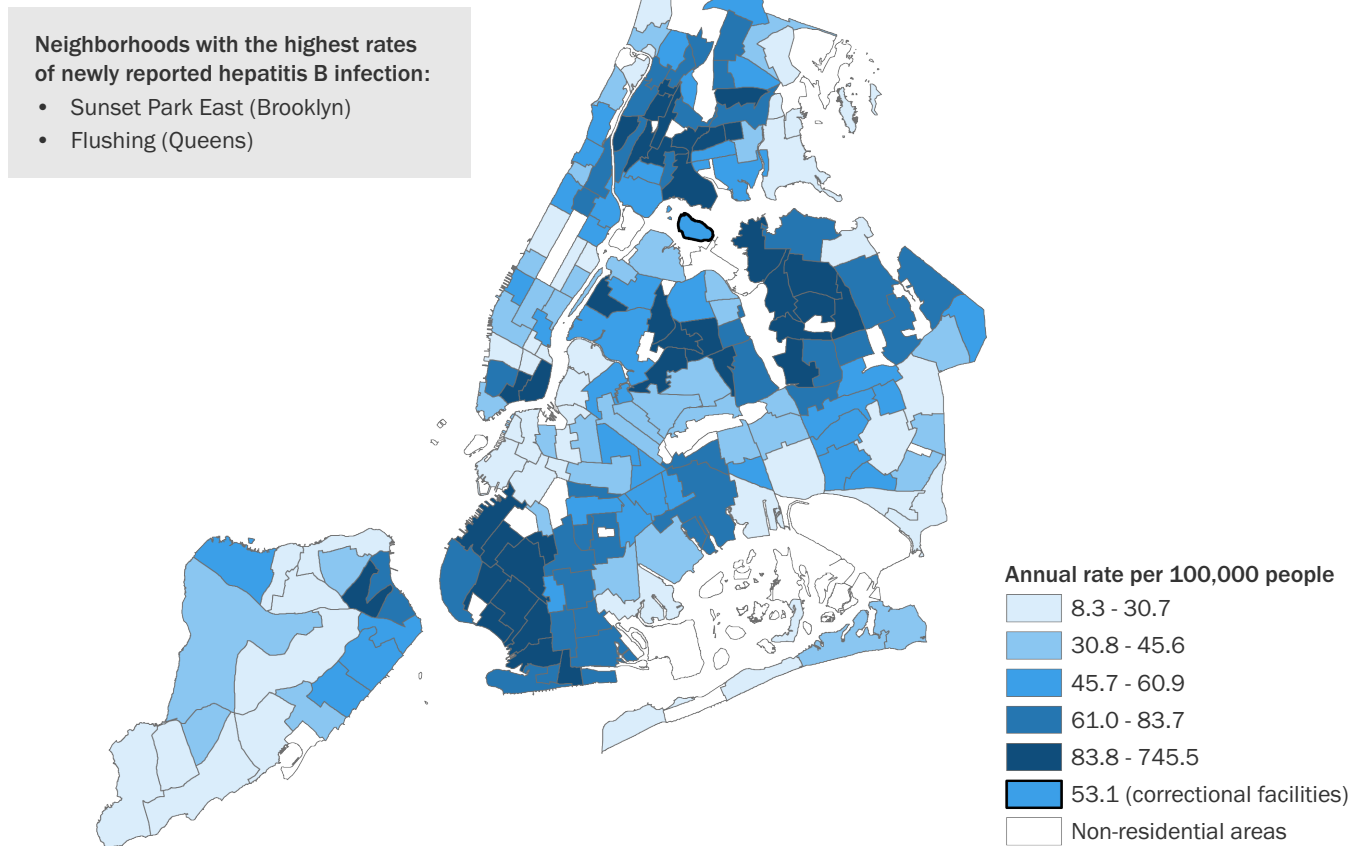 Neighborhoods with the highest rates
of newly reported hepatitis B infection:
• Sunset Park East (Brooklyn)
• Flushing (Queens)
Annual rate per 100,000 people
8.3 - 30.7
30.8 - 45.6
45.7 - 60.9
61.0 - 83.7
83.8 - 745.5
53.1 (correctional facilities)
Non-residential areas